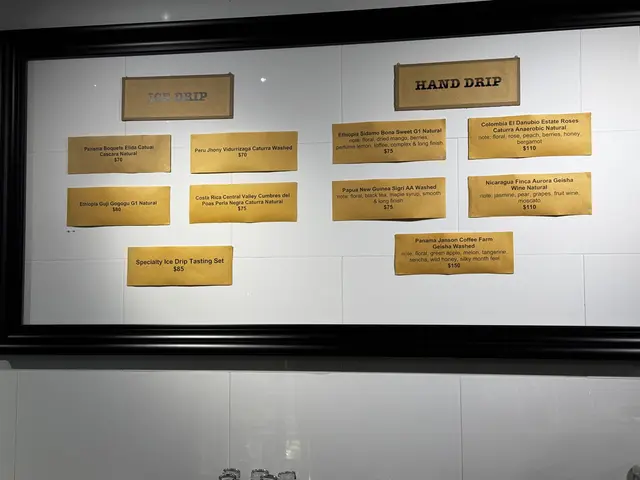 ICE DRIP
Panama Boquete Elida Catuai
Cascara Natural
$70
Peru Jhony Vidurrizaga Caturra Washed
$70
Ethiopia Guji Gogogu G1 Natural
$80
Costa Rica Central Valley Cumbres del
Poas Perla Negra Caturra Natural
$75
Specialty Ice Drip Tasting Set
$85
HAND DRIP
Ethiopia Sidamo Bona Sweet G1 Natural
note: floral, dried mango, berries,
perfumes lemon, toffee, complex & long finish
$75
Colombia El Danubio Estate Roses
Caturra Anaerobic Natural
note: floral, rose, peach, berries, honey
bergamot
$110
Papua New Guinea Sigri AA Washed
note: floral, black tea, maple syrup, smooth
& long finish
$75
Nicaragua Finca Aurora Geisha
Wine Natural
note: jasmine, pear, grapes, fruit wine,
moscato
$110
Panama Janson Coffee Farm
Geisha Washed
note: floral, green apple, melon, tangerine
sencha, wild honey, silky month feel
$150